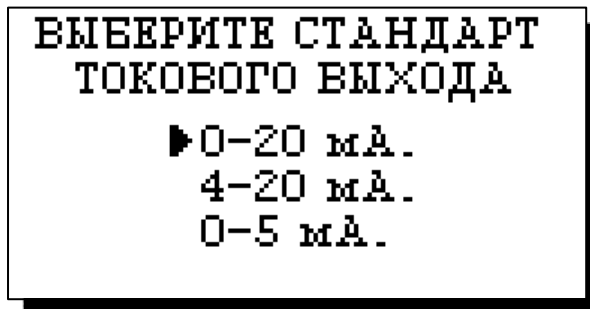 ВЫБЕРИТЕ СТАНДАРТ
ТОКОВОГО ВЫХОДА
0-20 мА.
4-20 мА.
0-5 мА.